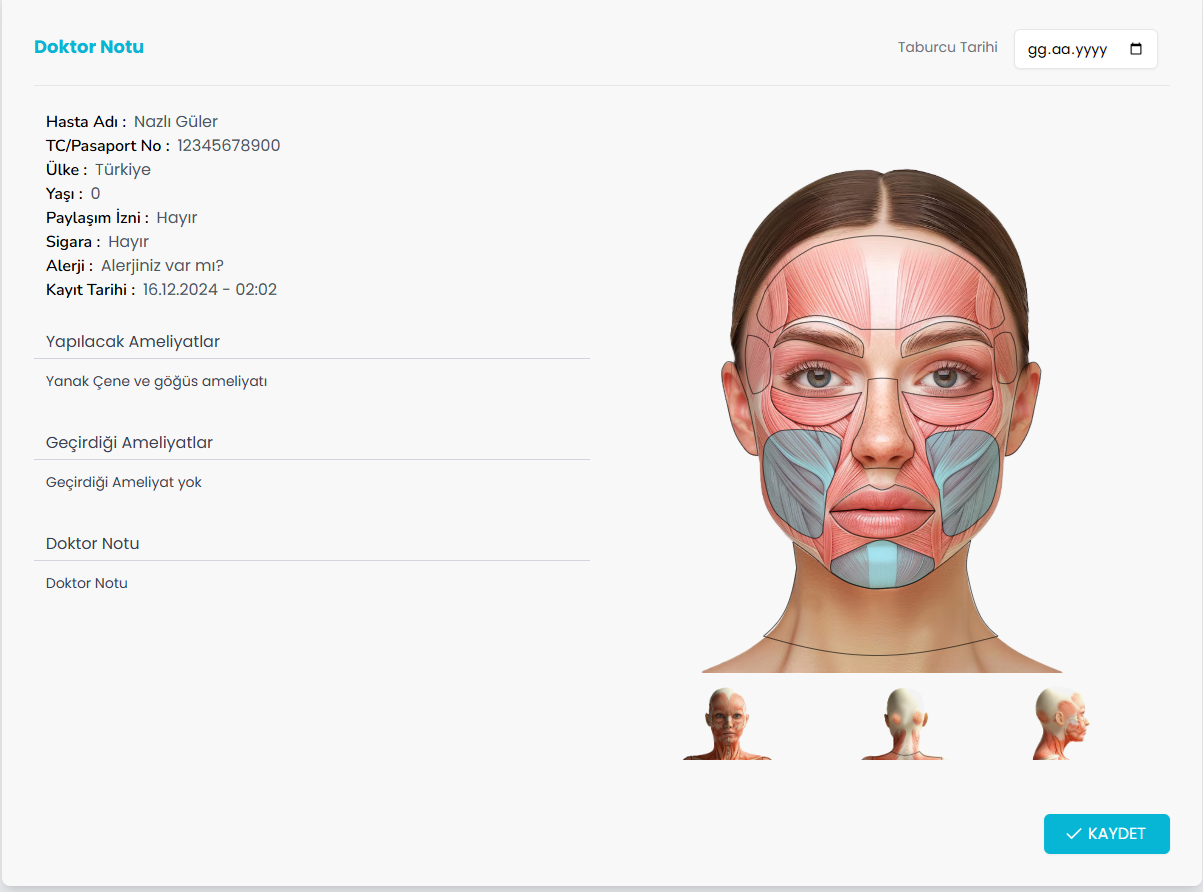 Doktor Notu
Taburcu Tarihi gg.aa.yyyy
Hasta Adı : Nazlı Güler
TC/Pasaport No : 12345678900
Ülke : Türkiye
Yaşı : 0
Paylaşım İzni : Hayır
Sigara : Hayır
Alerji : Alerjiniz var mı?
Kayıt Tarihi : 16.12.2024 - 02:02
Yapılacak Ameliyatlar
Yanak Çene ve göğüs ameliyatı
Geçirdiği Ameliyatlar
Geçirdiği Ameliyat yok
Doktor Notu
Doktor Notu
KAYDET